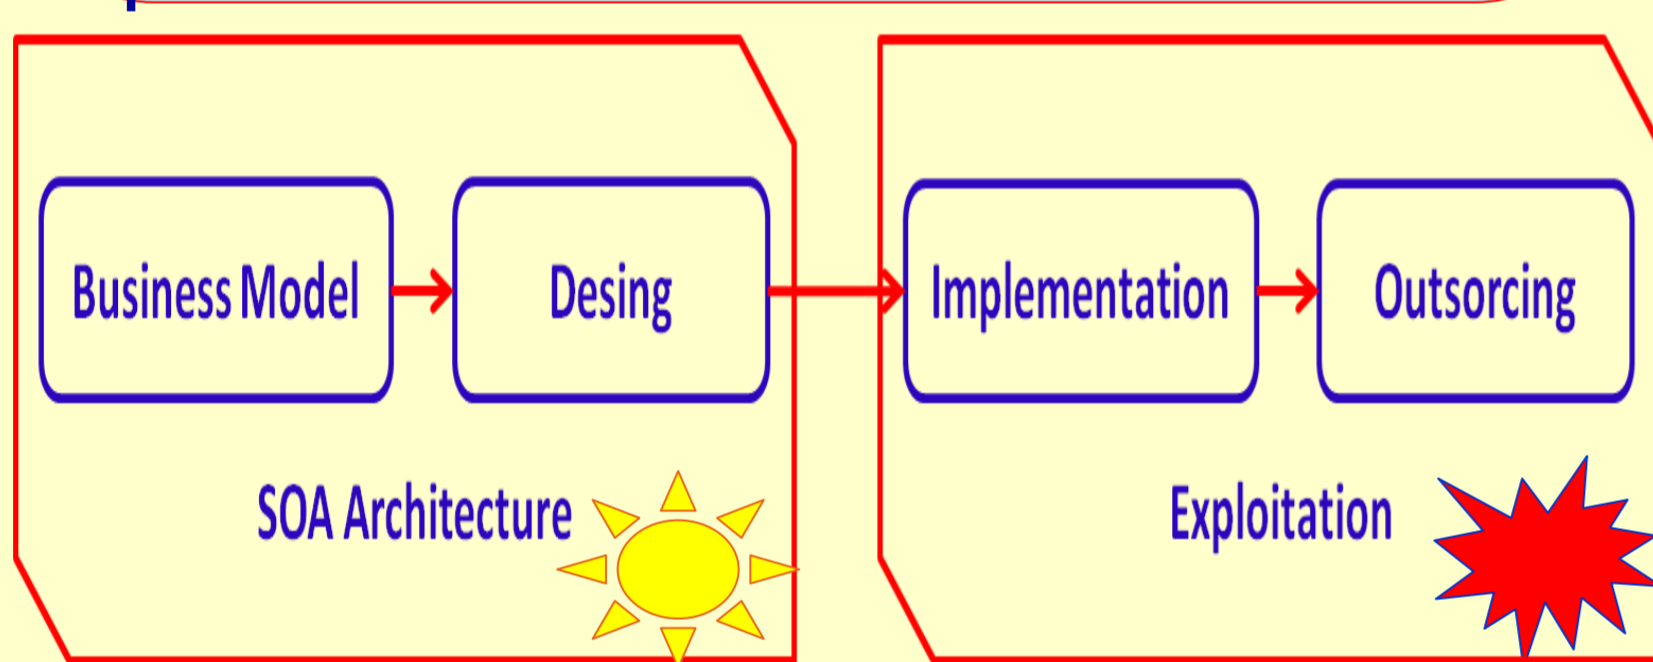 Business Model
Desing
Implementation
Outsorcing
SOA Architecture
Exploitation